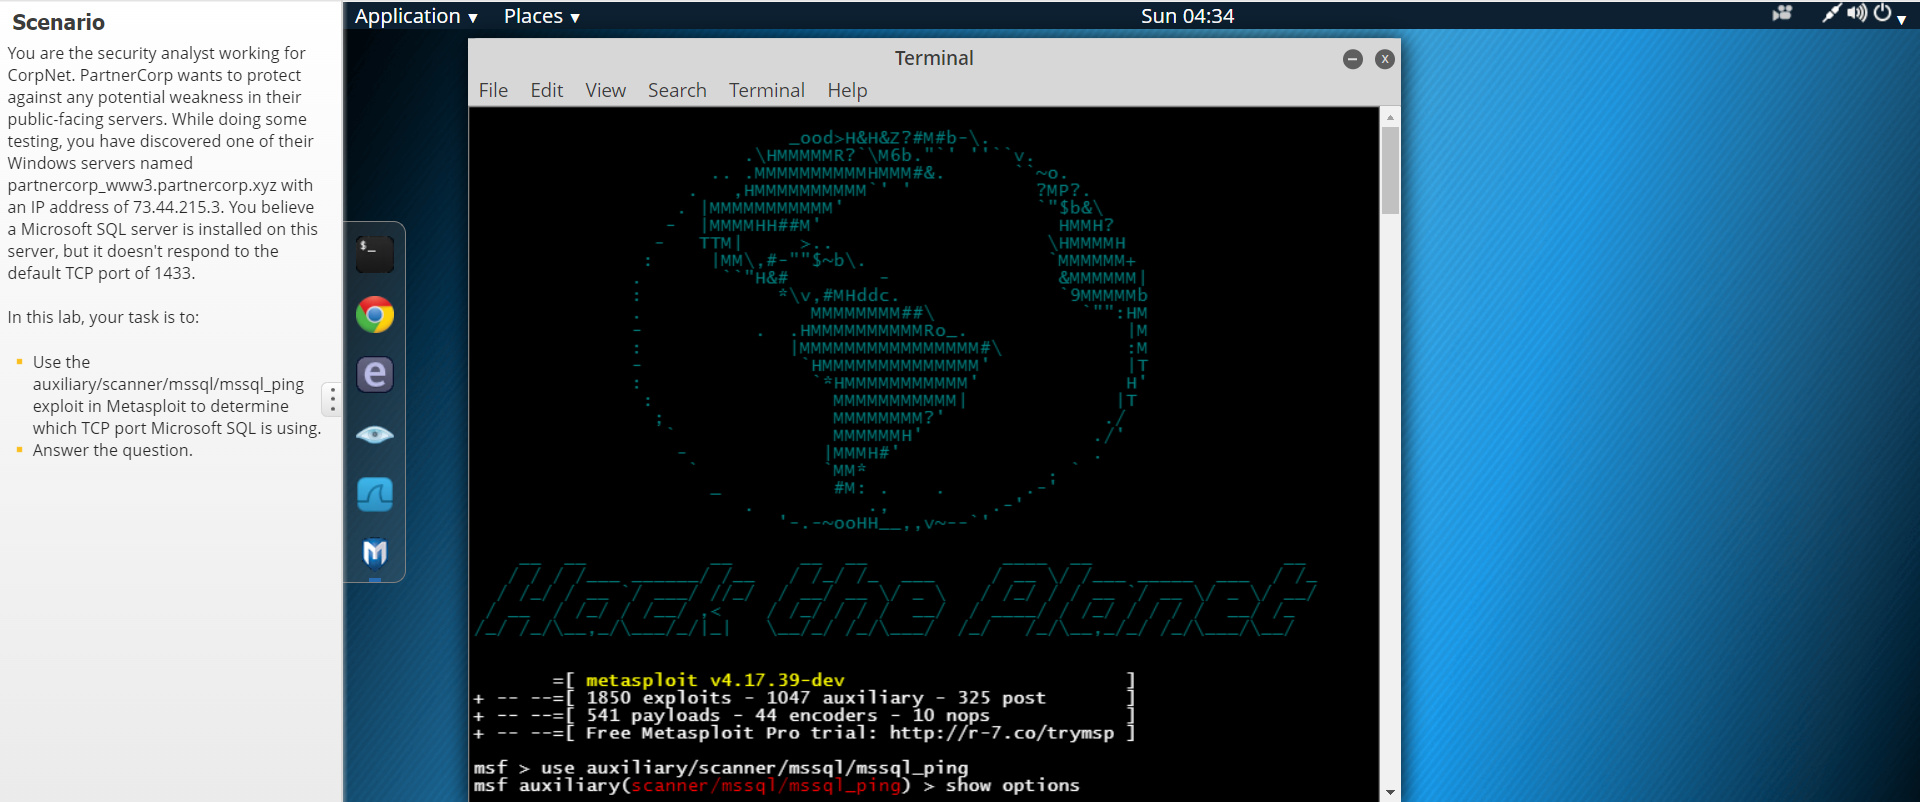 Scenario
You are the security analyst working for
CorpNet. PartnerCorp wants to protect
against any potential weakness in their
public-facing servers. While doing some
testing, you have discovered one of their
Windows servers named
partnercorp_www3.partnercorp.xyz with
an IP address of 73.44.215.3. You believe
a Microsoft SQL server is installed on this
server, but it doesn't respond to the
default TCP port of 1433.
In this lab, your task is to:
Use the
auxiliary/scanner/mssql/mssql_ping
exploit in Metasploit to determine
which TCP port Microsoft SQL is using.
Answer the question.
Application ▾ Places ▾ Sun 04:34
Terminal
File Edit View Search Terminal Help
Hack the Planet
=[ metasploit v4.17.39-dev ]
+ -- --=[ 1850 exploits - 1047 auxiliary - 325 post ]
+ -- --=[ 541 payloads - 44 encoders - 10 nops ]
+ -- --=[ Free Metasploit Pro trial: http://r-7.co/trymsp ]
msf > use auxiliary/scanner/mssql/mssql_ping
msf auxiliary(scanner/mssql/mssql_ping) > show options